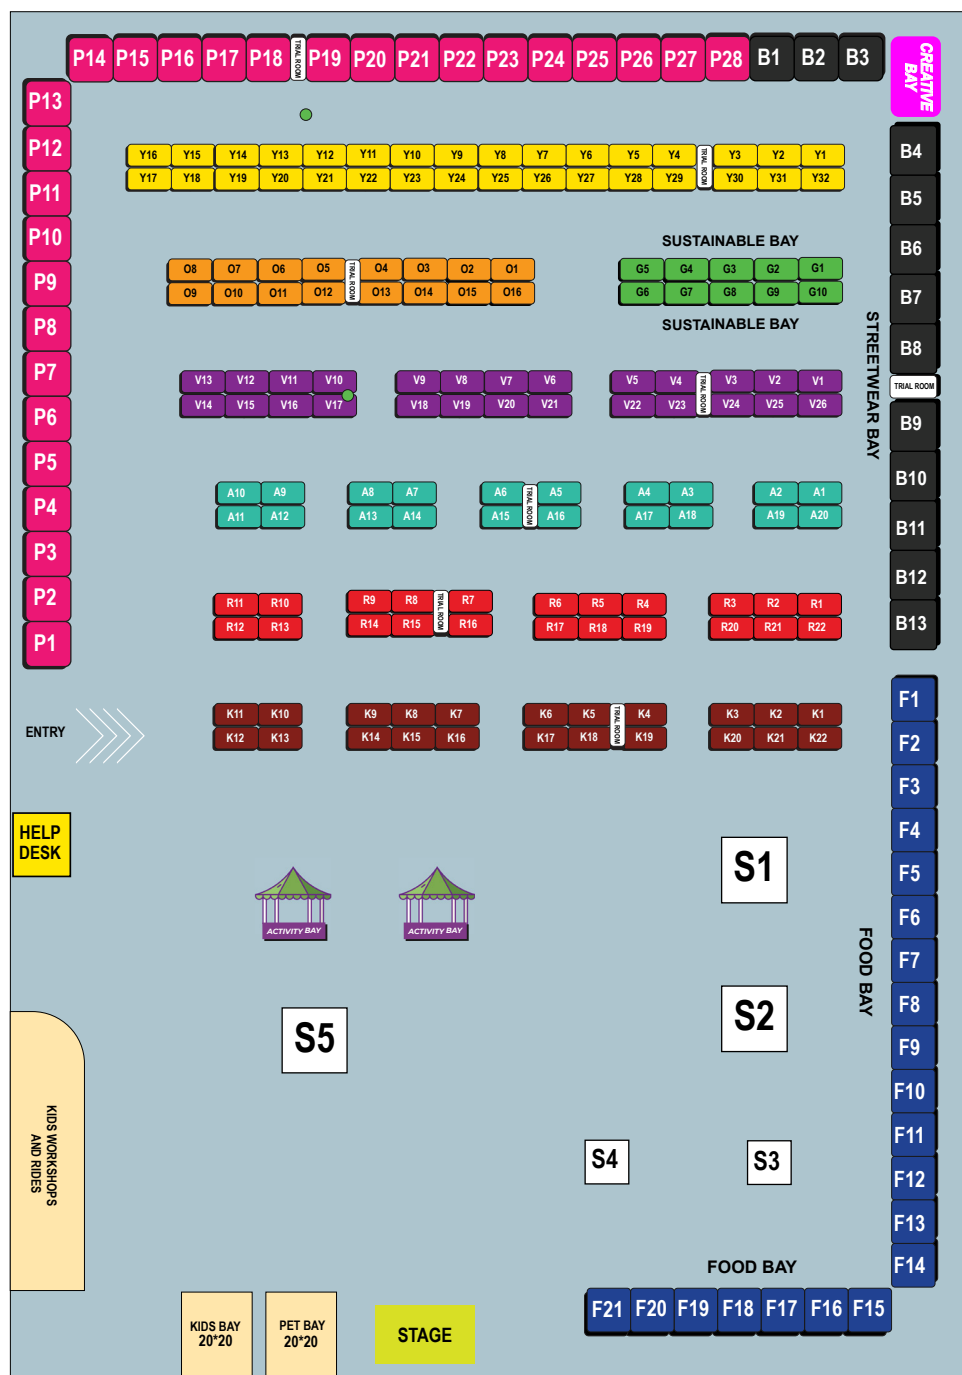 P14 P15 P16 P17 P18 TRIAL ROOM P19 P20 P21 P22 P23 P24 P25 P26 P27 P28 B1 B2 B3
CREATIVE
BAY
P13
P12
P11
P10
P9
P8
P7
P6
P5
P4
P3
P2
P1
Y16 Y15 Y14 Y13 Y12 Y11 Y10 Y9 Y8 Y7 Y6 Y5 Y4 TRIAL ROOM Y3 Y2 Y1
Y17 Y18 Y19 Y20 Y21 Y22 Y23 Y24 Y25 Y26 Y27 Y28 Y29 Y30 Y31 Y32
SUSTAINABLE BAY
O8 O7 O6 O5 TRIAL ROOM O4 O3 O2 O1
O9 O10 O11 O12 O13 O14 O15 O16
G5 G4 G3 G2 G1
G6 G7 G8 G9 G10
SUSTAINABLE BAY
V13 V12 V11 V10 V9 V8 V7 V6 V5 V4 TRIAL ROOM V3 V2 V1
V14 V15 V16 V17 V18 V19 V20 V21 V22 V23 V24 V25 V26
A10 A9 A8 A7 A6 TRIAL ROOM A5 A4 A3 A2 A1
A11 A12 A13 A14 A15 A16 A17 A18 A19 A20
R11 R10 R9 R8 TRIAL ROOM R7 R6 R5 R4 R3 R2 R1
R12 R13 R14 R15 R16 R17 R18 R19 R20 R21 R22
K11 K10 K9 K8 K7 K6 K5 TRIAL ROOM K4 K3 K2 K1
K12 K13 K14 K15 K16 K17 K18 K19 K20 K21 K22
STREETWEAR BAY
B4
B5
B6
B7
B8
TRIAL ROOM
B9
B10
B11
B12
B13
ENTRY
HELP
DESK
ACTIVITY BAY
ACTIVITY BAY
S1
S2
S5
S4
S3
FOOD BAY
F1
F2
F3
F4
F5
F6
F7
F8
F9
F10
F11
F12
F13
F14
KIDS WORKSHOPS
AND RIDES
FOOD BAY
F21 F20 F19 F18 F17 F16 F15
KIDS BAY
20*20
PET BAY
20*20
STAGE